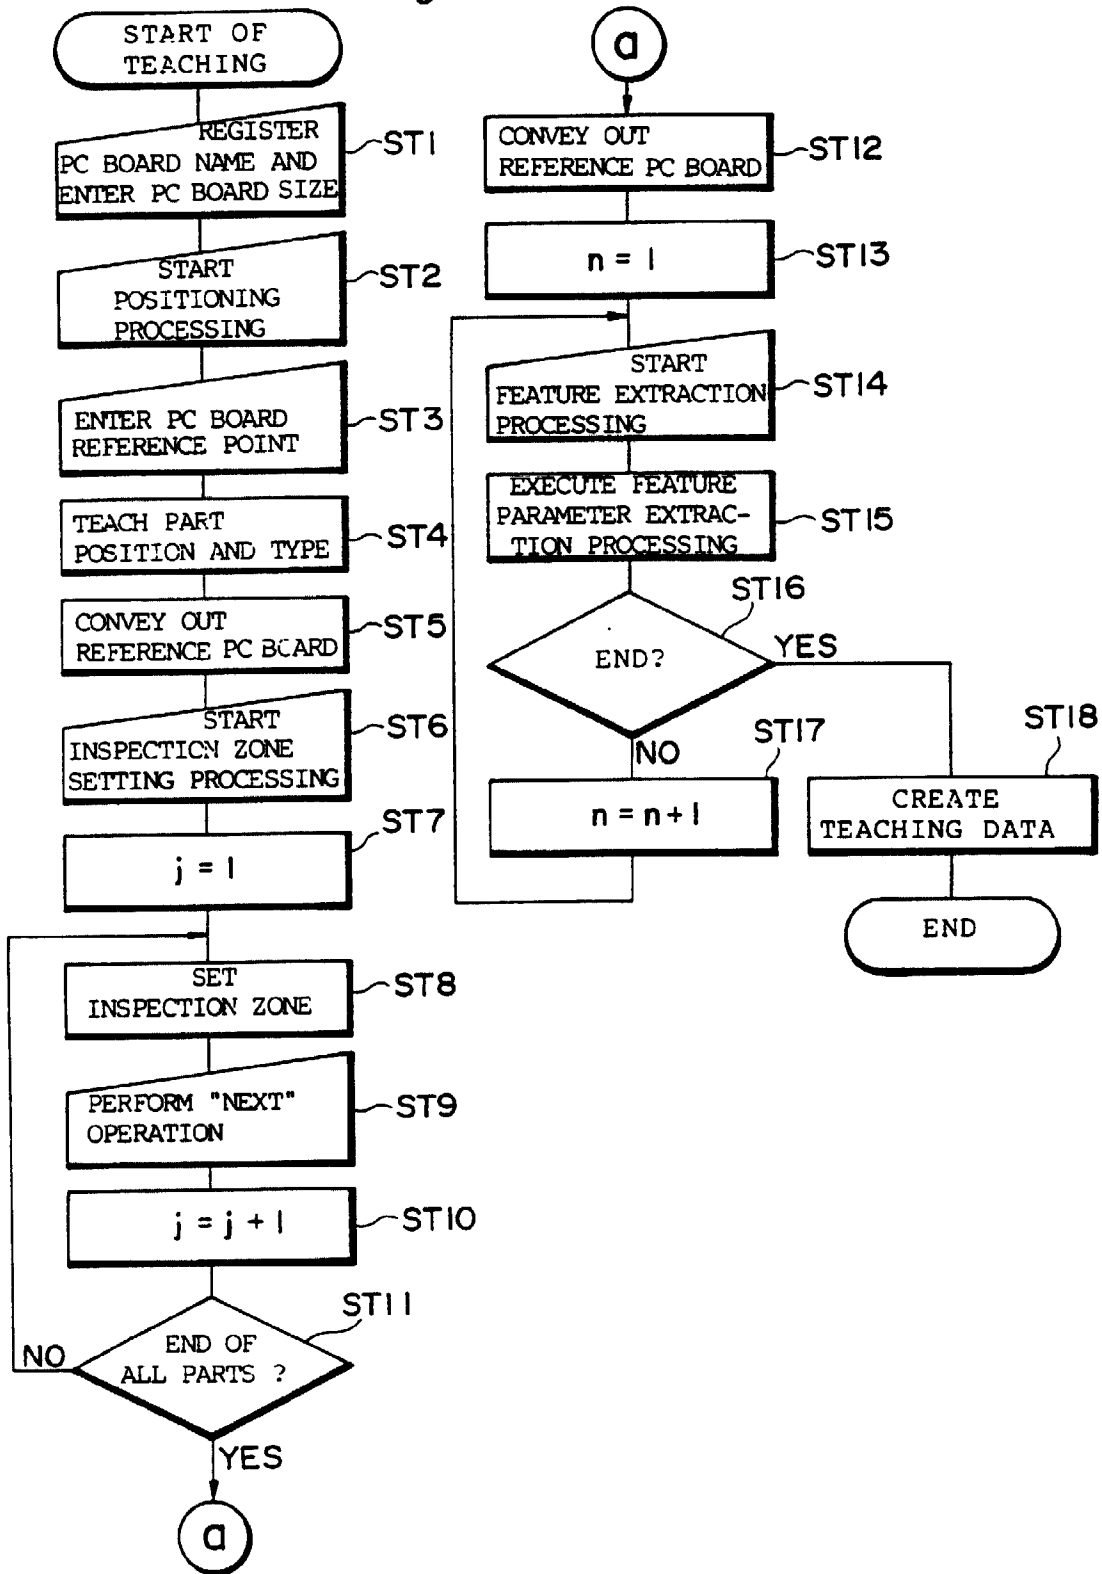 START OF
TEACHING
REGISTER
PC BOARD NAME AND
ENTER PC BOARD SIZE
ST1
START
POSITIONING
PROCESSING
ST2
ENTER PC BOARD
REFERENCE POINT
ST3
TEACH PART
POSITION AND TYPE
ST4
CONVEY OUT
REFERENCE PC BOARD
ST5
START
INSPECTION ZONE
SETTING PROCESSING
ST6
ST7
j = 1
SET
INSPECTION ZONE
ST8
PERFORM "NEXT"
OPERATION
ST9
j = j + 1
ST10
ST11
END OF
ALL PARTS ?
NO
YES
a
a
CONVEY OUT
REFERENCE PC BOARD
ST12
n = 1
ST13
START
FEATURE EXTRACTION
PROCESSING
ST14
EXECUTE FEATURE
PARAMETER EXTRAC-
TION PROCESSING
ST15
ST16
END?
YES
NO
ST17
n = n + 1
ST18
CREATE
TEACHING DATA
END